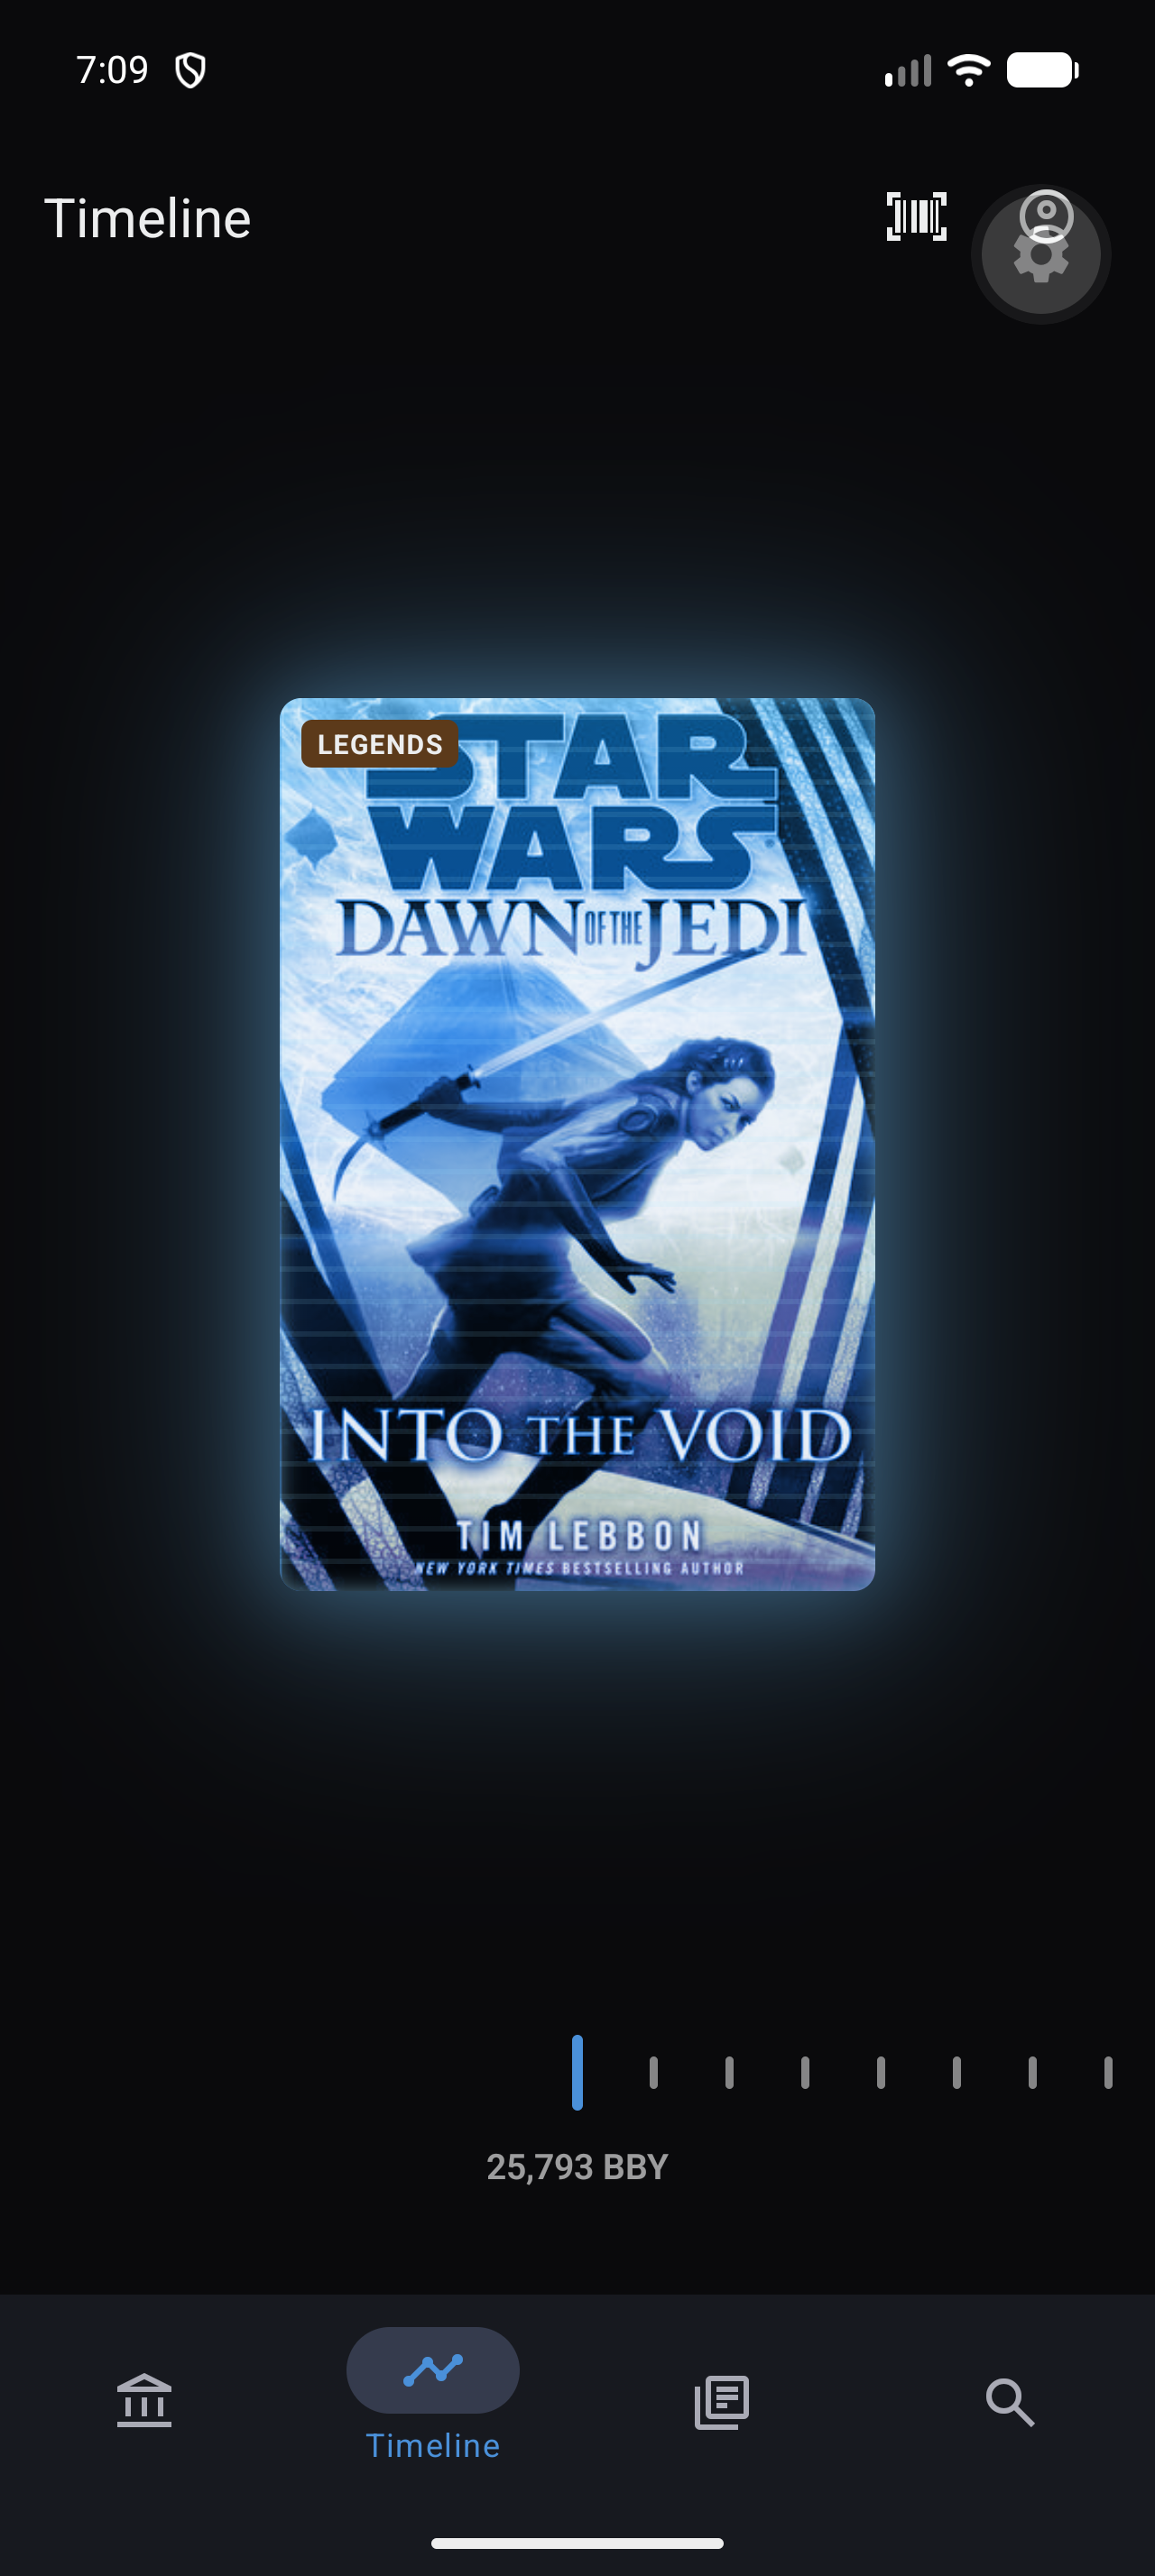 7:09
Timeline
LEGENDS
STAR
WARS
DAWN OF THE JEDI
INTO THE VOID
TIM LEBBON
NEW YORK TIMES BESTSELLING AUTHOR
25,793 BBY
Timeline